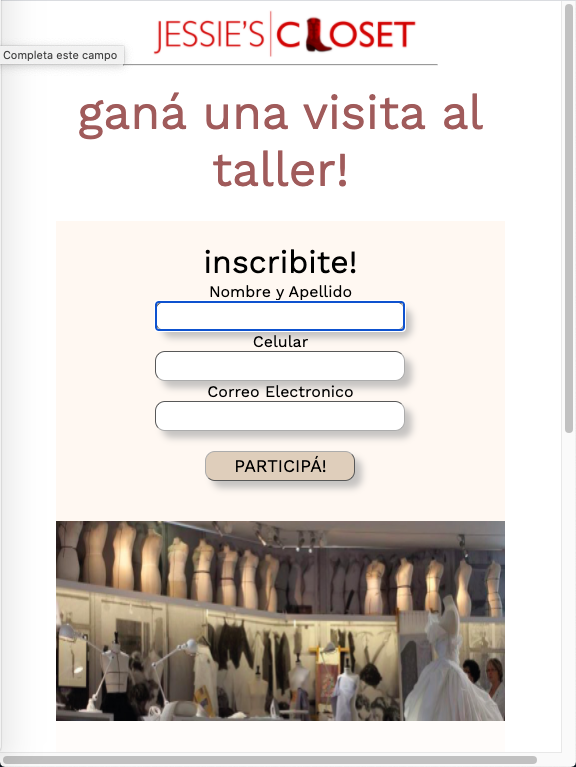 JESSIE'S CLOSET
Completa este campo
ganá una visita al
taller!
inscribite!
Nombre y Apellido
Celular
Correo Electronico
PARTICIPÁ!